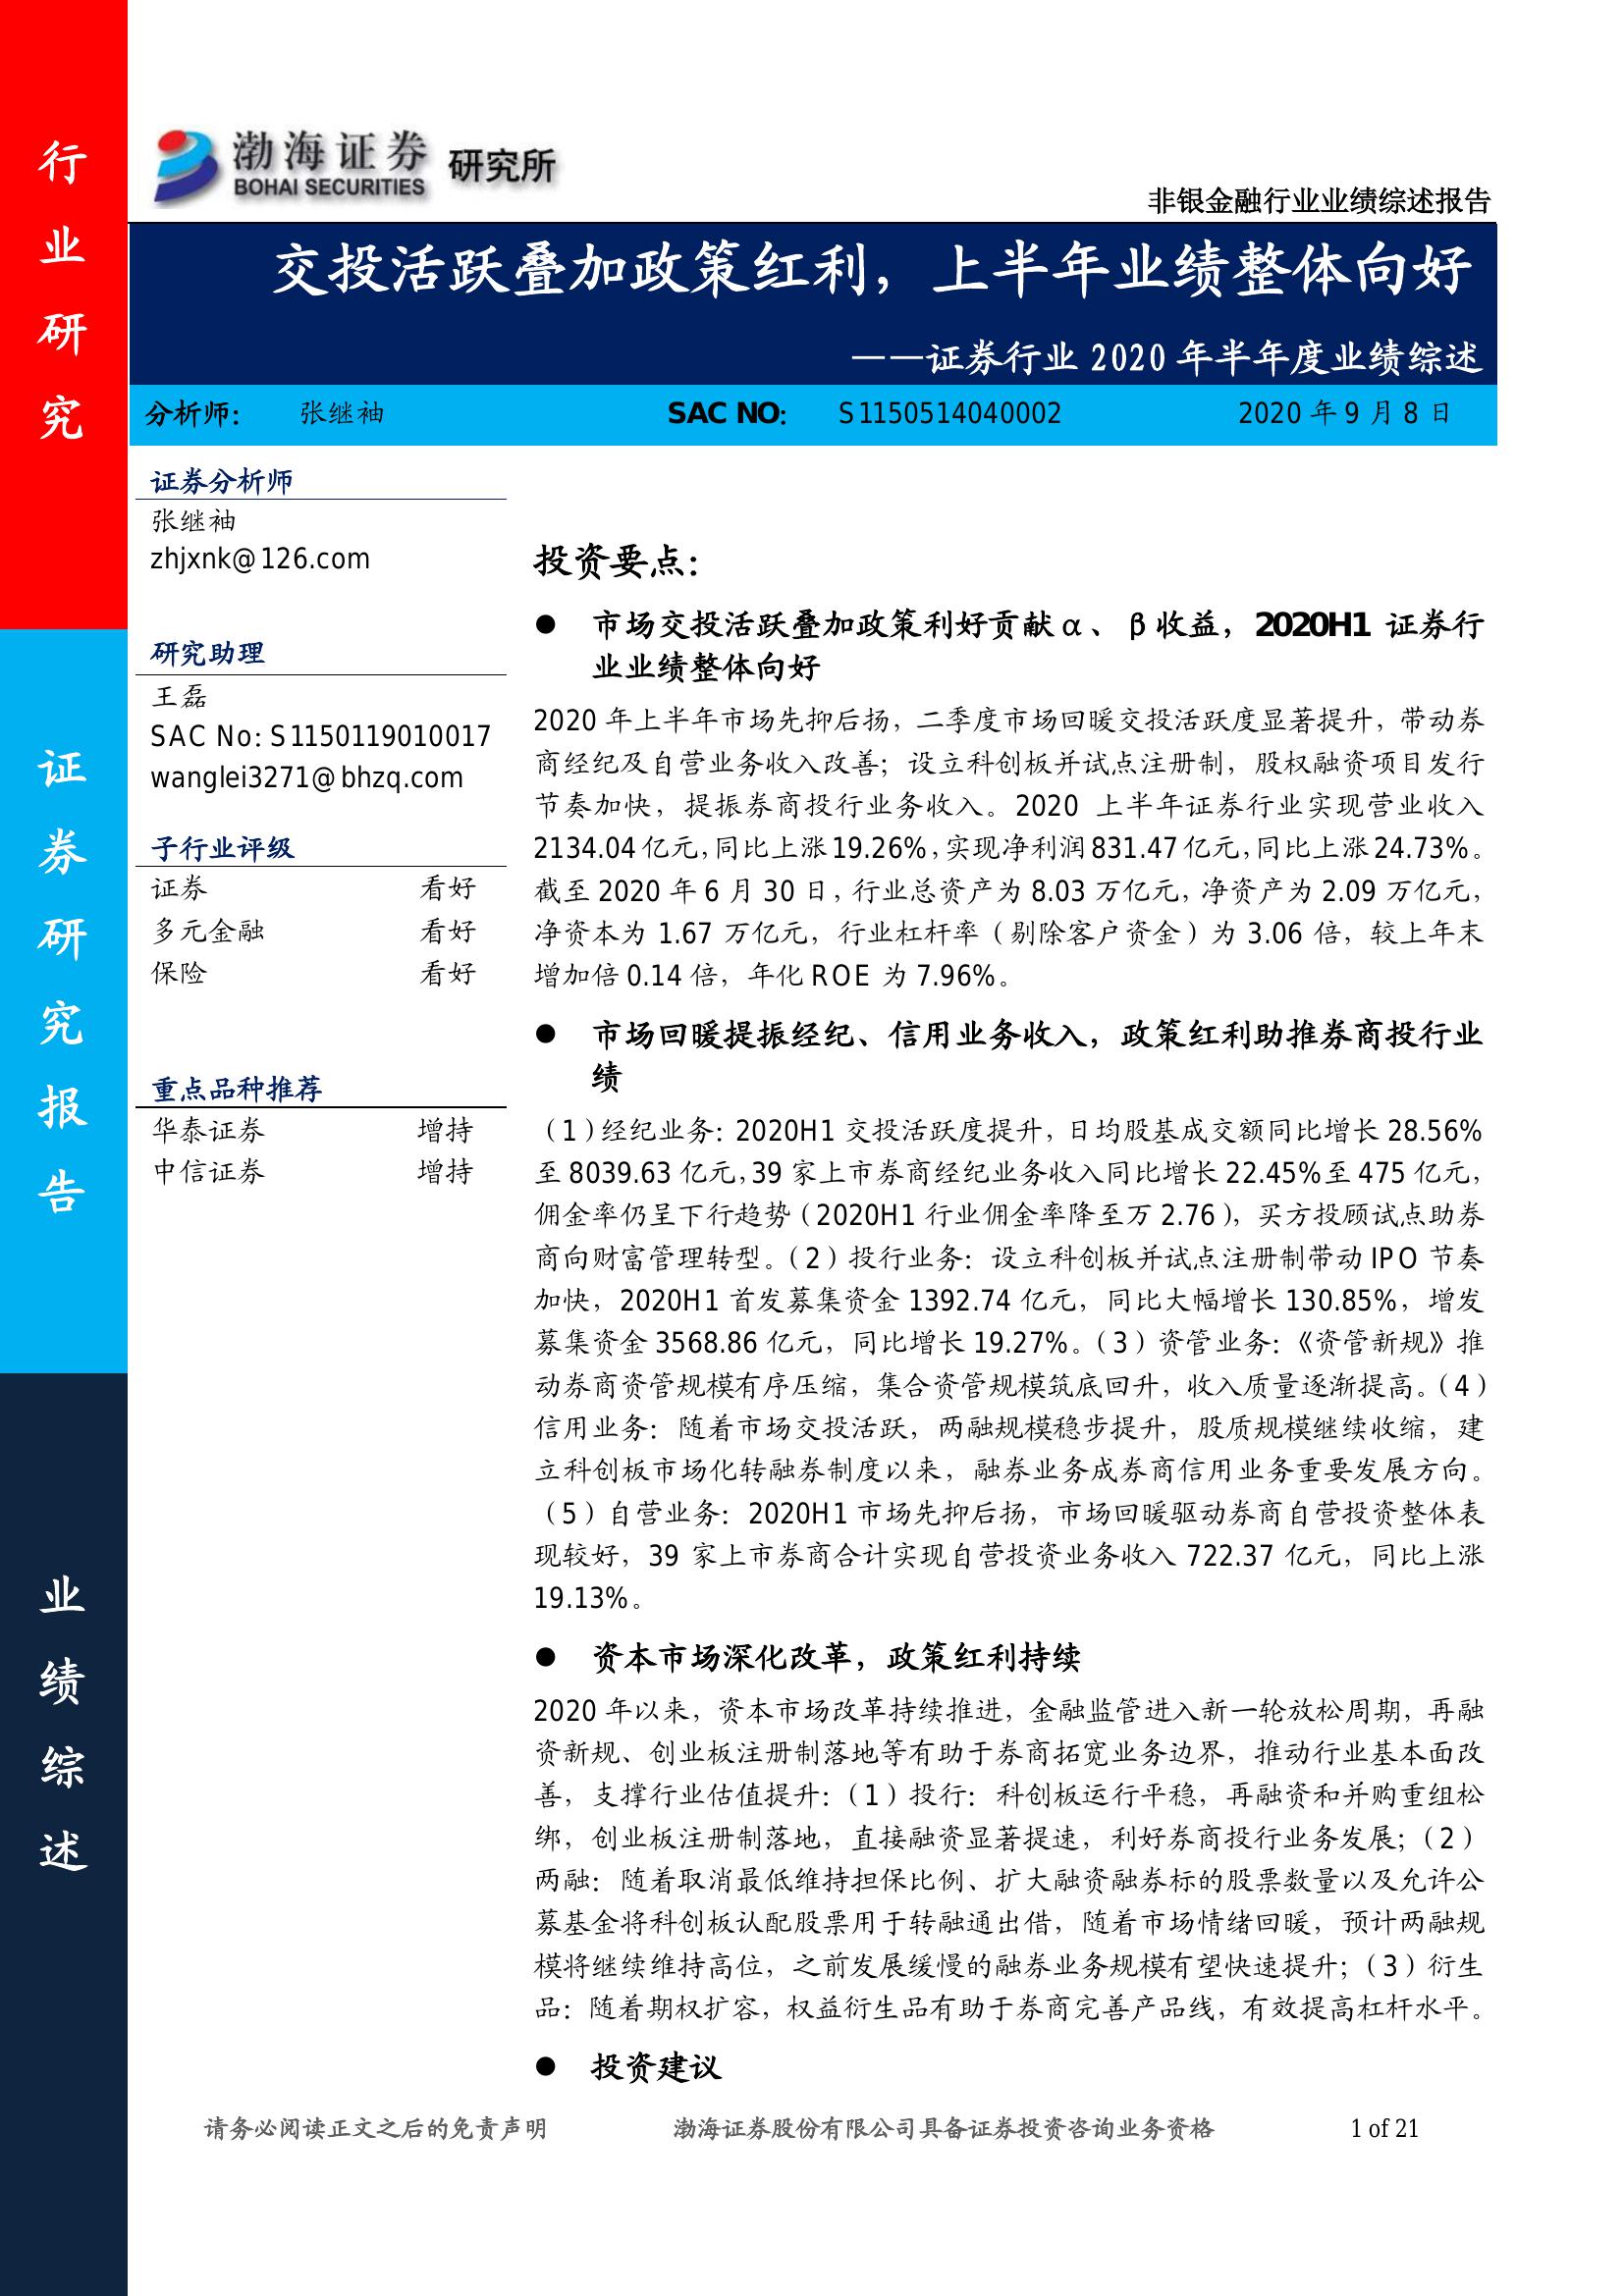 行
业
研
究
证
券
研
究
报
告
业
绩
综
述
渤海证券 研究所
BOHAI SECURITIES
非银金融行业业绩综述报告
交投活跃叠加政策红利，上半年业绩整体向好
——证券行业 2020 年半年度业绩综述
分析师： 张继袖 SAC NO： S1150514040002 2020 年 9 月 8 日
证券分析师
张继袖
zhjxnk@126.com
研究助理
王磊
SAC No: S1150119010017
wanglei3271@bhzq.com
子行业评级
证券 看好
多元金融 看好
保险 看好
重点品种推荐
华泰证券 增持
中信证券 增持
投资要点：
● 市场交投活跃叠加政策利好贡献α、β收益，2020H1 证券行
业业绩整体向好
2020 年上半年市场先抑后扬，二季度市场回暖交投活跃度显著提升，带动券
商经纪及自营业务收入改善；设立科创板并试点注册制，股权融资项目发行
节奏加快，提振券商投行业务收入。2020 上半年证券行业实现营业收入
2134.04 亿元，同比上涨 19.26%，实现净利润 831.47 亿元，同比上涨 24.73%。
截至 2020 年 6 月 30 日，行业总资产为 8.03 万亿元，净资产为 2.09 万亿元，
净资本为 1.67 万亿元，行业杠杆率（剔除客户资金）为 3.06 倍，较上年末
增加倍 0.14 倍，年化 ROE 为 7.96%。
● 市场回暖提振经纪、信用业务收入，政策红利助推券商投行业
绩
（1）经纪业务：2020H1 交投活跃度提升，日均股基成交额同比增长 28.56%
至 8039.63 亿元，39 家上市券商经纪业务收入同比增长 22.45%至 475 亿元，
佣金率仍呈下行趋势（2020H1 行业佣金率降至万 2.76），买方投顾试点助券
商向财富管理转型。（2）投行业务：设立科创板并试点注册制带动 IPO 节奏
加快，2020H1 首发募集资金 1392.74 亿元，同比大幅增长 130.85%，增发
募集资金 3568.86 亿元，同比增长 19.27%。（3）资管业务：《资管新规》推
动券商资管规模有序压缩，集合资管规模筑底回升，收入质量逐渐提高。（4）
信用业务：随着市场交投活跃，两融规模稳步提升，股质规模继续收缩，建
立科创板市场化转融券制度以来，融券业务成券商信用业务重要发展方向。
（5）自营业务：2020H1 市场先抑后扬，市场回暖驱动券商自营投资整体表
现较好，39 家上市券商合计实现自营投资业务收入 722.37 亿元，同比上涨
19.13%。
● 资本市场深化改革，政策红利持续
2020 年以来，资本市场改革持续推进，金融监管进入新一轮放松周期，再融
资新规、创业板注册制落地等有助于券商拓宽业务边界，推动行业基本面改
善，支撑行业估值提升：（1）投行：科创板运行平稳，再融资和并购重组松
绑，创业板注册制落地，直接融资显著提速，利好券商投行业务发展；（2）
两融：随着取消最低维持担保比例、扩大融资融券标的股票数量以及允许公
募基金将科创板认配股票用于转融通出借，随着市场情绪回暖，预计两融规
模将继续维持高位，之前发展缓慢的融券业务规模有望快速提升；（3）衍生
品：随着期权扩容，权益衍生品有助于券商完善产品线，有效提高杠杆水平。
● 投资建议
请务必阅读正文之后的免责声明 渤海证券股份有限公司具备证券投资咨询业务资格 1 of 21